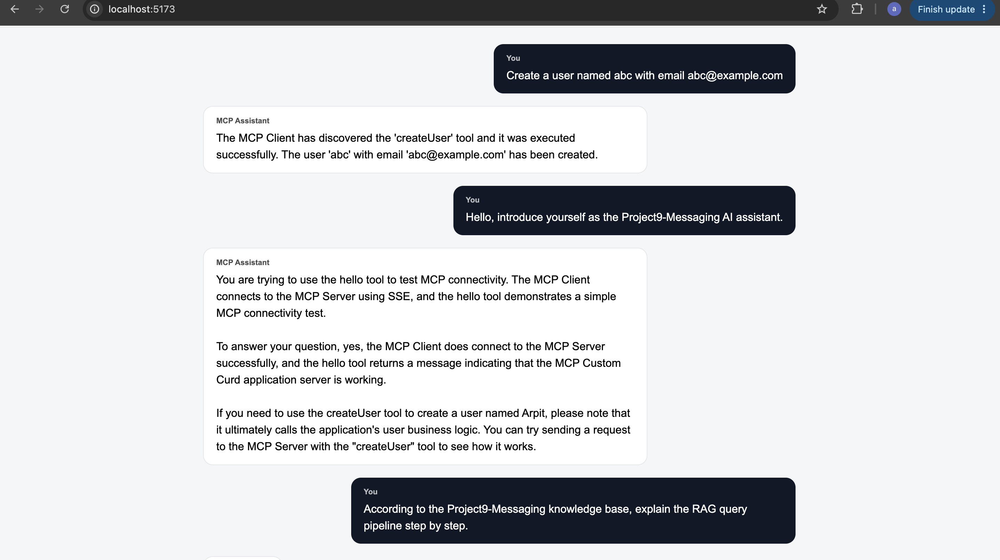 localhost:5173
a
Finish update
You
Create a user named abc with email abc@example.com
MCP Assistant
The MCP Client has discovered the 'createUser' tool and it was executed
successfully. The user 'abc' with email 'abc@example.com' has been created.
You
Hello, introduce yourself as the Project9-Messaging AI assistant.
MCP Assistant
You are trying to use the hello tool to test MCP connectivity. The MCP Client
connects to the MCP Server using SSE, and the hello tool demonstrates a simple
MCP connectivity test.
To answer your question, yes, the MCP Client does connect to the MCP Server
successfully, and the hello tool returns a message indicating that the MCP Custom
Curd application server is working.
If you need to use the createUser tool to create a user named Arpit, please note that
it ultimately calls the application's user business logic. You can try sending a request
to the MCP Server with the "createUser" tool to see how it works.
You
According to the Project9-Messaging knowledge base, explain the RAG query
pipeline step by step.